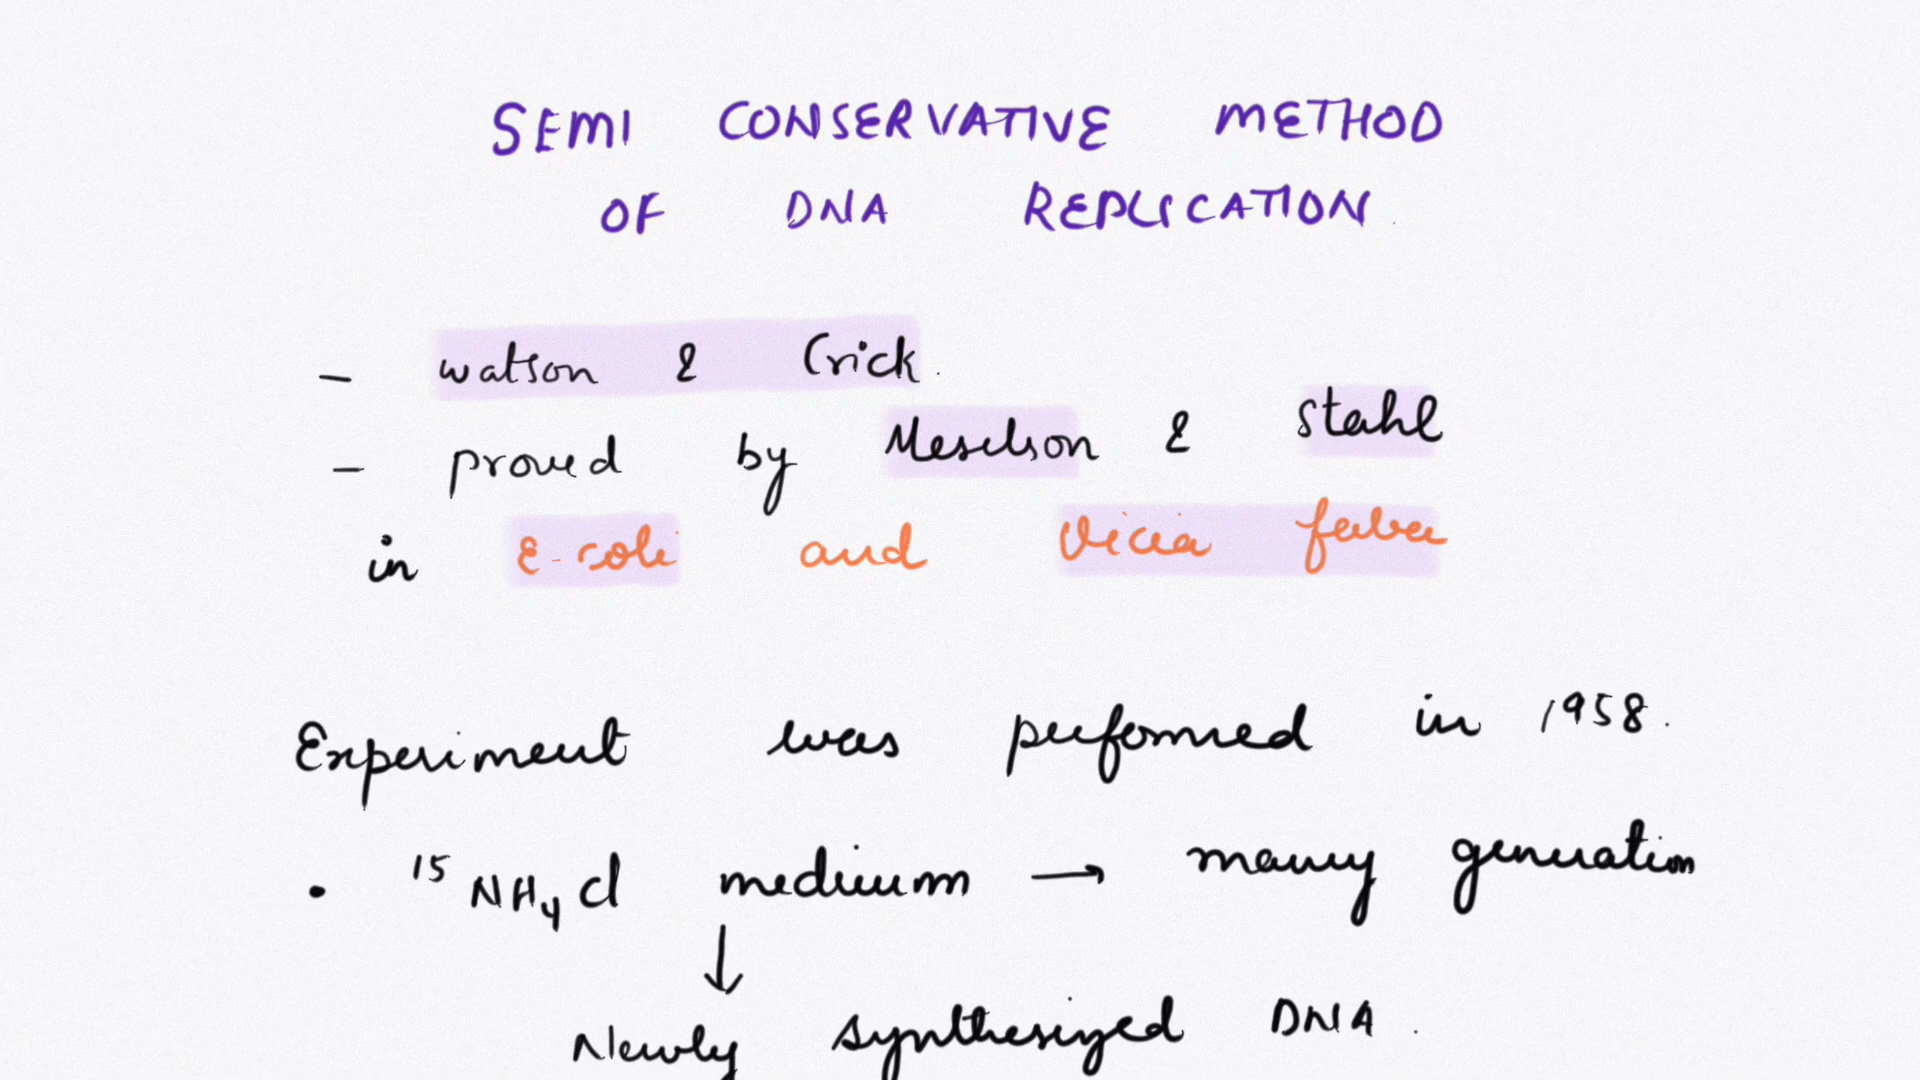 SEMI CONSERVATIVE METHOD
OF DNA REPLICATION
- Watson & Crick.
- proved by Meselson & Stahl
in E-coli and Vicia faba
Experiment was performed in 1958.
• ¹⁵NH₄Cl medium → many generation
↓
Newly synthesized DNA.